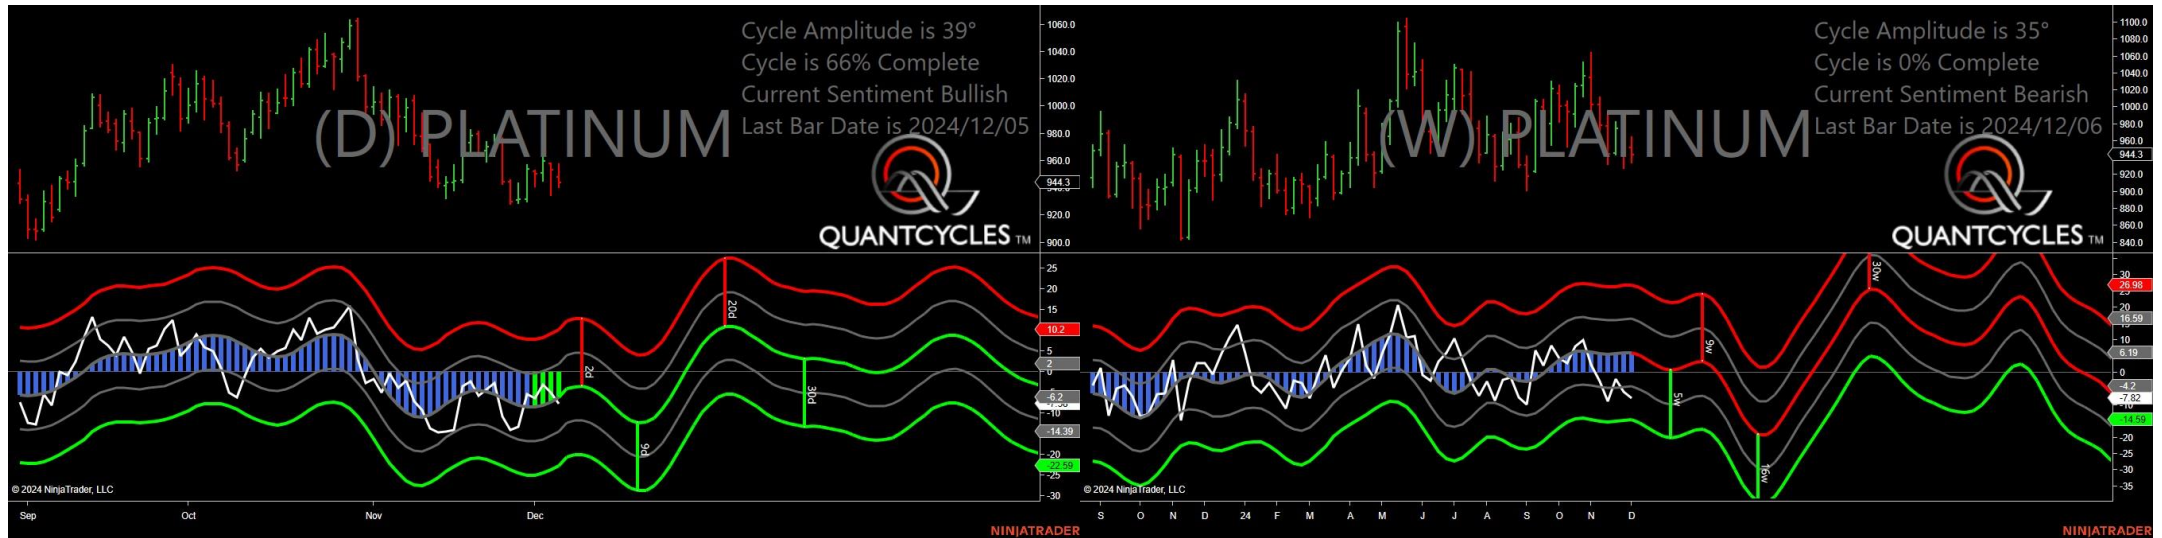 Cycle Amplitude is 39°
Cycle is 66% Complete
Current Sentiment Bullish
Last Bar Date is 2024/12/05
(D) PLATINUM
QUANTCYCLES TM
1060.0
1040.0
1020.0
1000.0
980.0
960.0
944.3
920.0
900.0
25
20
15
10.2
5
2
0
-6.2
-10
-14.39
-20
-22.59
-25
-30
2d
9d
20d
30d
© 2024 NinjaTrader, LLC
Sep Oct Nov Dec
NINJATRADER
Cycle Amplitude is 35°
Cycle is 0% Complete
Current Sentiment Bearish
Last Bar Date is 2024/12/06
(W) PLATINUM
QUANTCYCLES TM
1100.0
1080.0
1060.0
1040.0
1020.0
1000.0
980.0
960.0
944.3
920.0
900.0
880.0
860.0
840.0
30
26.98
20
16.59
10
6.19
0
-4.2
-7.82
-14.59
-20
-25
-30
-35
5w
9w
16w
30w
© 2024 NinjaTrader, LLC
S O N D 24 F M A M J J A S O N D
NINJATRADER